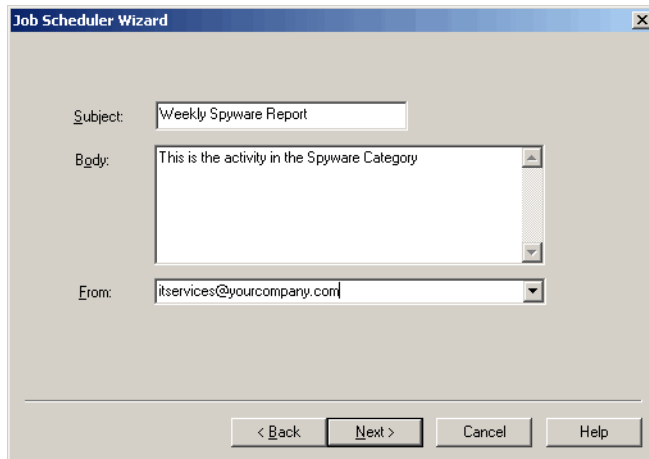 Job Scheduler Wizard
Subject: Weekly Spyware Report
Body: This is the activity in the Spyware Category
From: itservices@yourcompany.com
< Back Next > Cancel Help